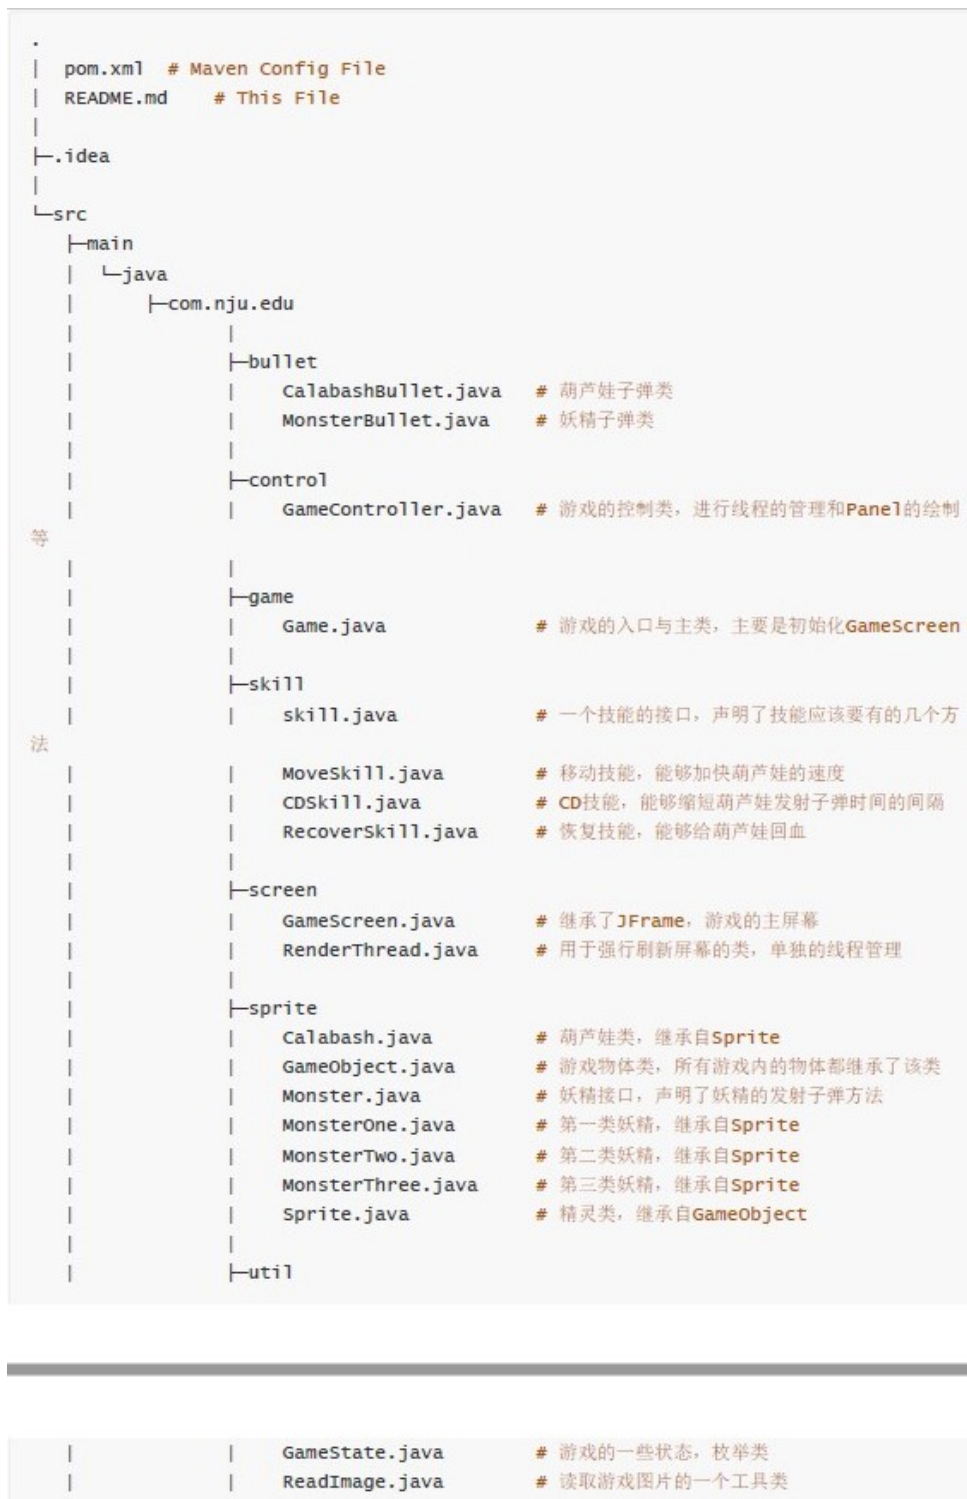 .
|  pom.xml  # Maven Config File
|  README.md    # This File
|
├─.idea
|
└─src
   ├─main
   |  └─java
   |      ├─com.nju.edu
   |             |
   |             ├─bullet
   |             |    CalabashBullet.java   # 葫芦娃子弹类
   |             |    MonsterBullet.java    # 妖精子弹类
   |             |
   |             ├─control
   |             |    GameController.java   # 游戏的控制类，进行线程的管理和Panel的绘制
等
   |             |
   |             ├─game
   |             |    Game.java             # 游戏的入口与主类，主要是初始化GameScreen
   |             |
   |             ├─skill
   |             |    skill.java            # 一个技能的接口，声明了技能应该要有的几个方
法
   |             |    MoveSkill.java        # 移动技能，能够加快葫芦娃的速度
   |             |    CDSkill.java          # CD技能，能够缩短葫芦娃发射子弹时间的间隔
   |             |    RecoverSkill.java     # 恢复技能，能够给葫芦娃回血
   |             |
   |             ├─screen
   |             |    GameScreen.java       # 继承了JFrame，游戏的主屏幕
   |             |    RenderThread.java     # 用于强行刷新屏幕的类，单独的线程管理
   |             |
   |             ├─sprite
   |             |    Calabash.java         # 葫芦娃类，继承自Sprite
   |             |    GameObject.java       # 游戏物体类，所有游戏内的物体都继承了该类
   |             |    Monster.java          # 妖精接口，声明了妖精的发射子弹方法
   |             |    MonsterOne.java       # 第一类妖精，继承自Sprite
   |             |    MonsterTwo.java       # 第二类妖精，继承自Sprite
   |             |    MonsterThree.java     # 第三类妖精，继承自Sprite
   |             |    Sprite.java           # 精灵类，继承自GameObject
   |             |
   |             ├─util
   |             |    GameState.java        # 游戏的一些状态，枚举类
   |             |    ReadImage.java        # 读取游戏图片的一个工具类